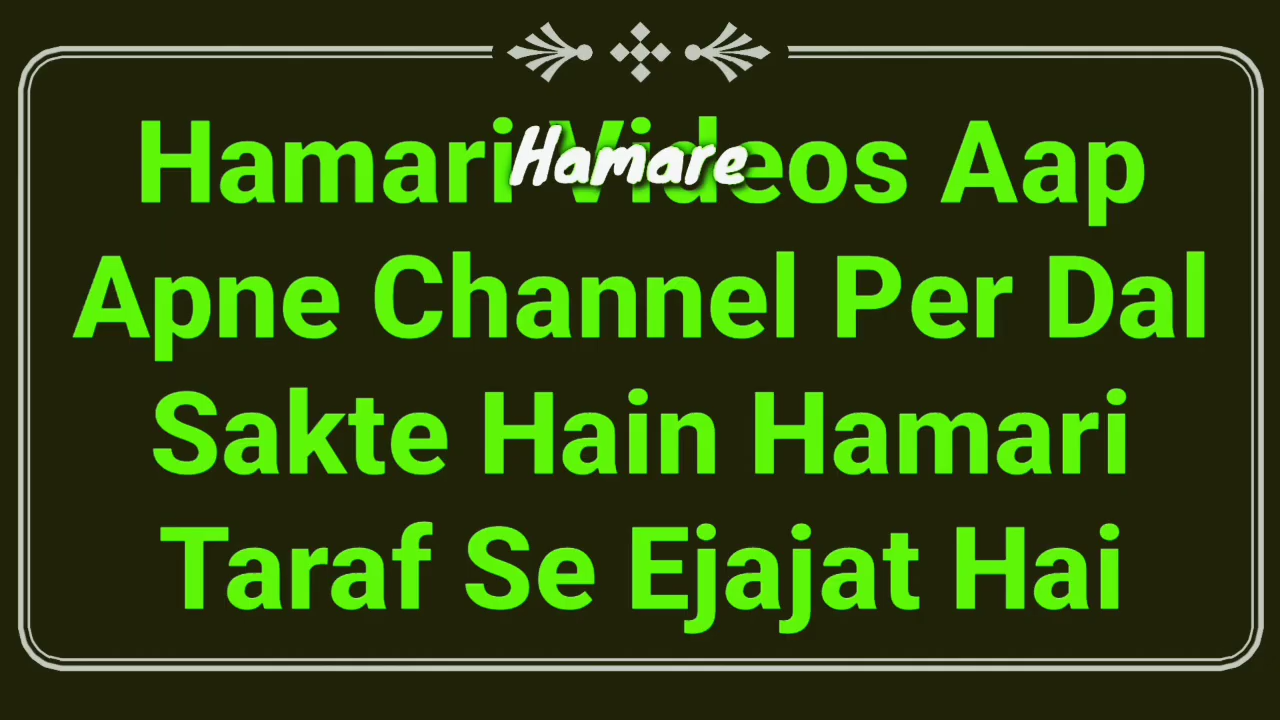 Hamari Videos Aap
Hamare
Apne Channel Per Dal
Sakte Hain Hamari
Taraf Se Ejajat Hai